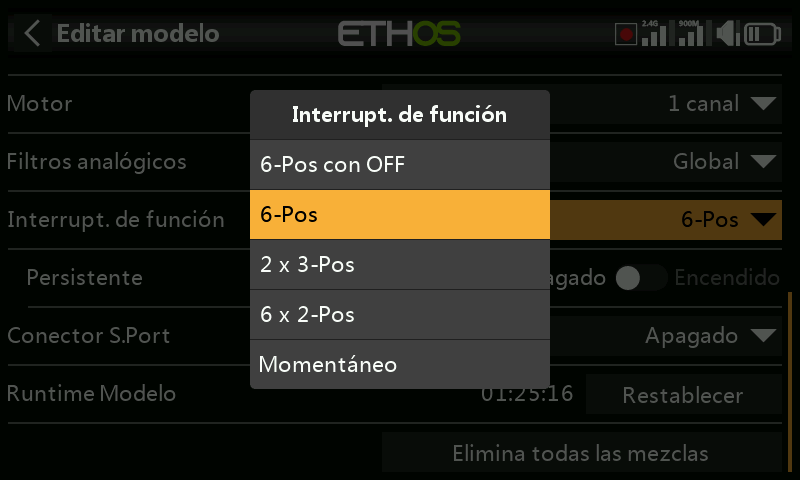 Editar modelo
ETHOS
2.4G
900M
Motor
1 canal
Interrupt. de función
Filtros analógicos
Global
6-Pos con OFF
Interrupt. de función
6-Pos
6-Pos
Persistente
agado
Encendido
2 x 3-Pos
Conector S.Port
Apagado
6 x 2-Pos
Momentáneo
Runtime Modelo
01:25:16
Restablecer
Elimina todas las mezclas